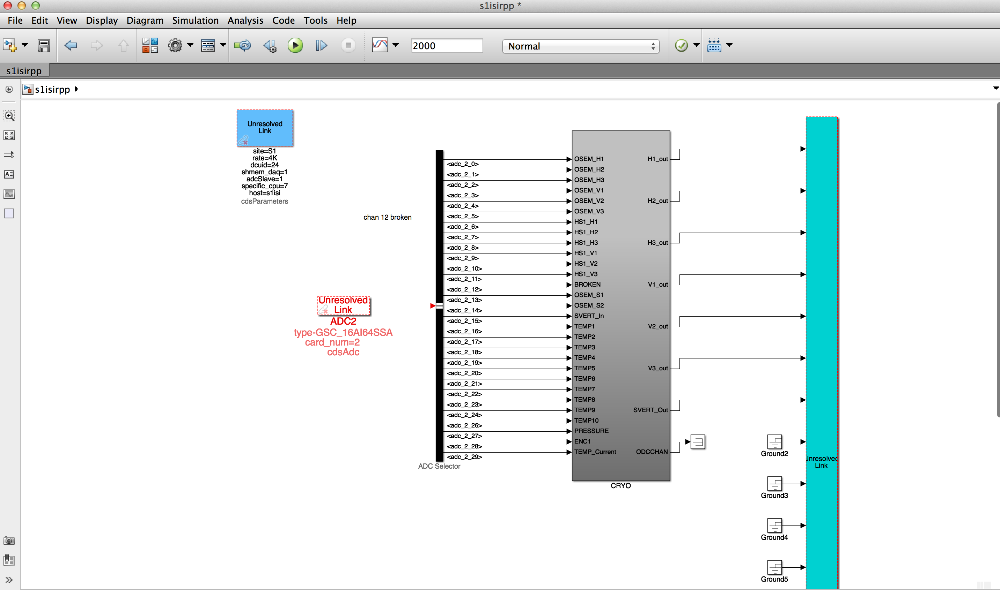 s1isirpp *
File Edit View Display Diagram Simulation Analysis Code Tools Help
2000
Normal
s1isirpp
s1isirpp
Unresolved
Link
site=S1
rate=4K
dcuid=24
shmem_daq=1
adcSlave=1
specific_cpu=7
host=s1isi
cdsParameters
chan 12 broken
Unresolved
Link
ADC2
type-GSC_16AI64SSA
card_num=2
cdsAdc
<adc_2_0>
<adc_2_1>
<adc_2_2>
<adc_2_3>
<adc_2_4>
<adc_2_5>
<adc_2_6>
<adc_2_7>
<adc_2_8>
<adc_2_9>
<adc_2_10>
<adc_2_11>
<adc_2_12>
<adc_2_13>
<adc_2_14>
<adc_2_15>
<adc_2_16>
<adc_2_17>
<adc_2_18>
<adc_2_19>
<adc_2_20>
<adc_2_21>
<adc_2_22>
<adc_2_23>
<adc_2_24>
<adc_2_26>
<adc_2_27>
<adc_2_28>
<adc_2_29>
ADC Selector
OSEM_H1
OSEM_H2
OSEM_H3
OSEM_V1
OSEM_V2
OSEM_V3
HS1_H1
HS1_H2
HS1_H3
HS1_V1
HS1_V2
HS1_V3
BROKEN
OSEM_S1
OSEM_S2
SVERT_In
TEMP1
TEMP2
TEMP3
TEMP4
TEMP5
TEMP6
TEMP7
TEMP8
TEMP9
TEMP10
PRESSURE
ENC1
TEMP_Current
H1_out
H2_out
H3_out
V1_out
V2_out
V3_out
SVERT_Out
ODCCHAN
CRYO
Ground2
Ground3
Ground4
Ground5
Unresolved
Link